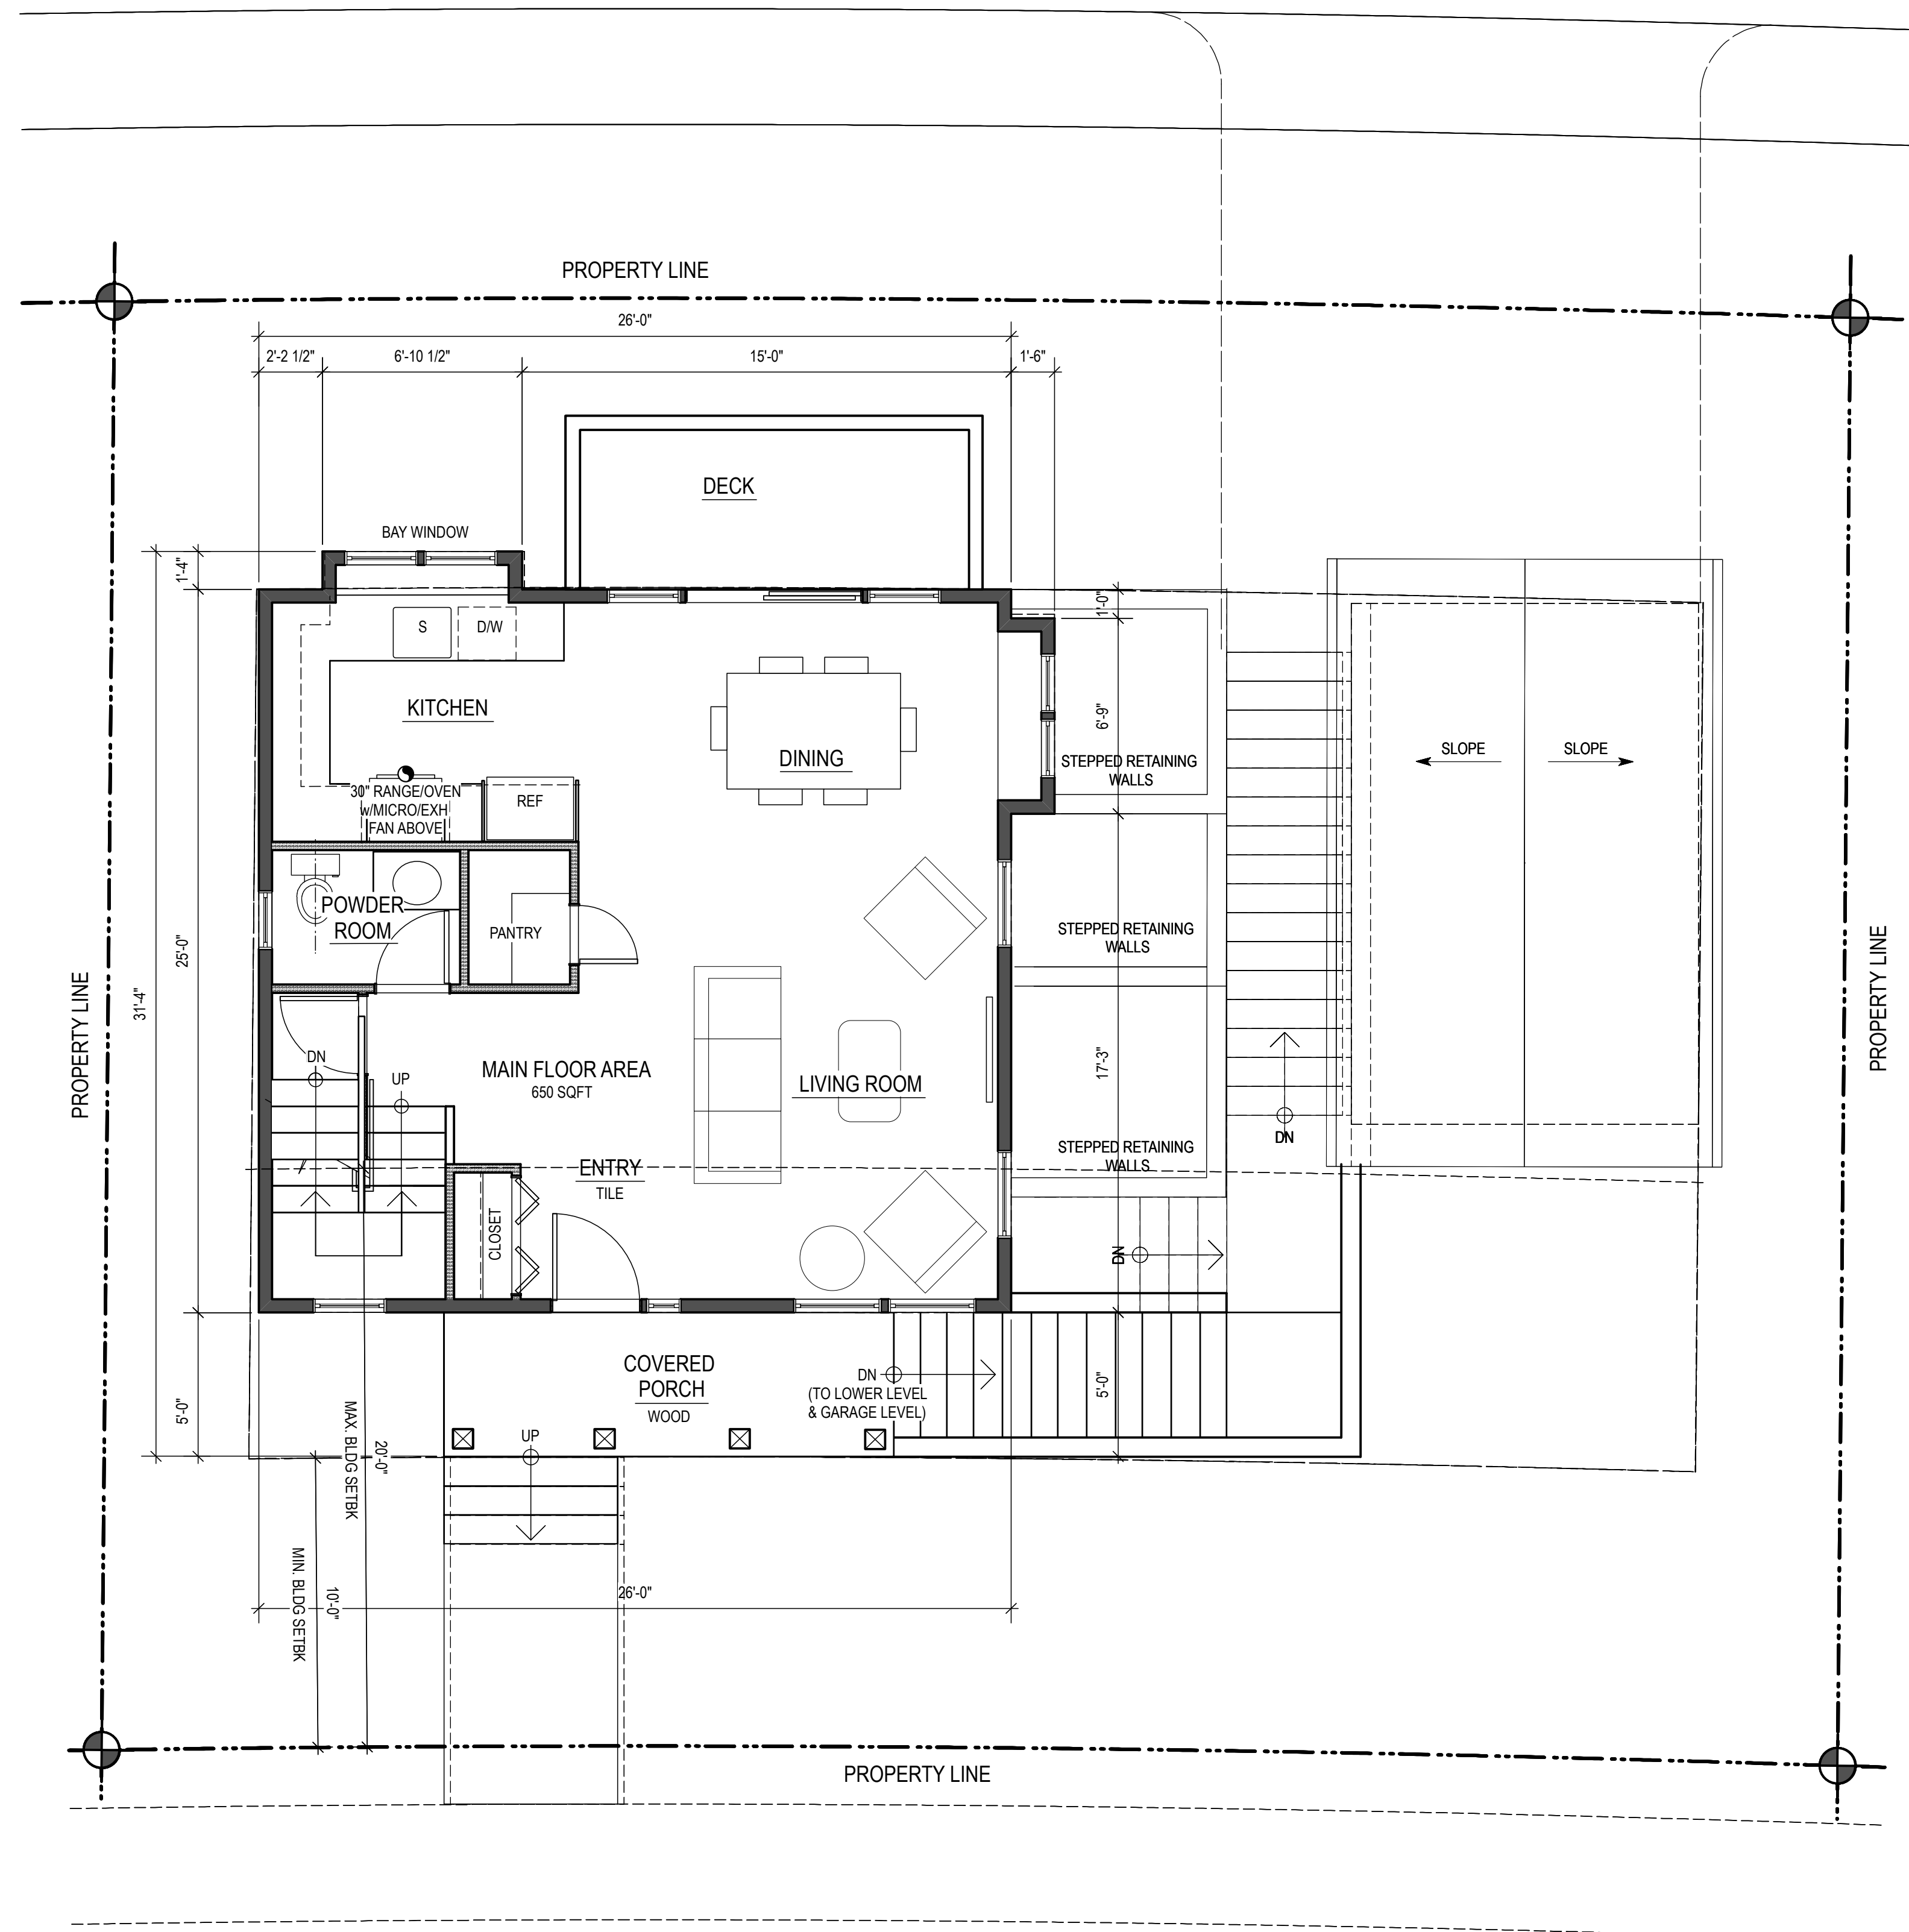 PROPERTY LINE
26'-0"
2'-2 1/2"
6'-10 1/2"
15'-0"
1'-6"
DECK
BAY WINDOW
1'-4"
1'-0"
S
D/W
KITCHEN
6'-9"
DINING
STEPPED RETAINING
WALLS
SLOPE
SLOPE
30" RANGE/OVEN
w/MICRO/EXH
FAN ABOVE
REF
POWDER
ROOM
PANTRY
STEPPED RETAINING
WALLS
25'-0"
31'-4"
PROPERTY LINE
PROPERTY LINE
DN
UP
MAIN FLOOR AREA
650 SQFT
LIVING ROOM
17'-3"
DN
STEPPED RETAINING
WALLS
ENTRY
TILE
CLOSET
DN
COVERED
PORCH
WOOD
DN
(TO LOWER LEVEL
& GARAGE LEVEL)
5'-0"
5'-0"
UP
MAX. BLDG SETBK
20'-0"
MIN. BLDG SETBK
10'-0"
26'-0"
PROPERTY LINE